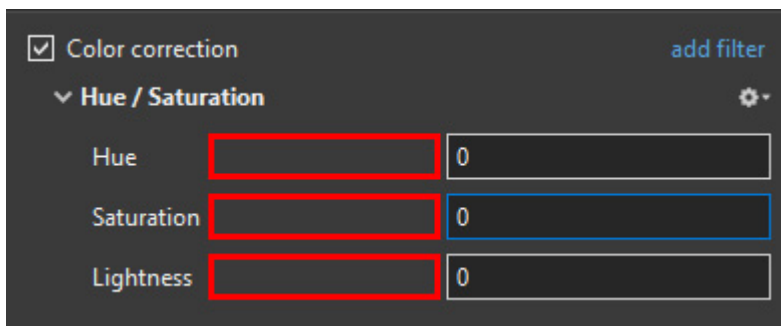 Color correction add filter
Hue / Saturation
Hue 0
Saturation 0
Lightness 0